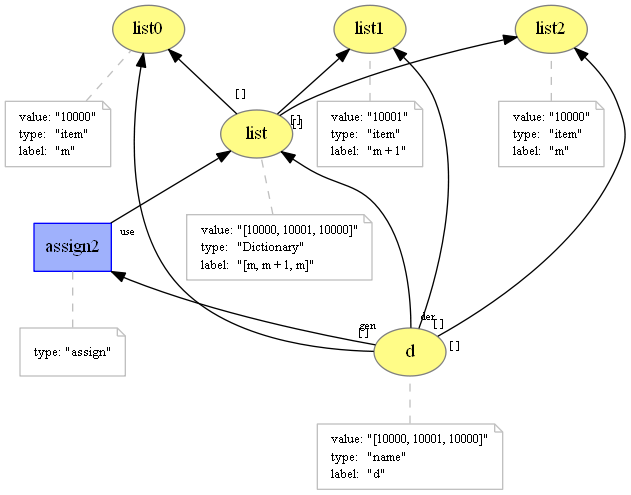 list0
list1
list2
[ ]
value: "10000"
type: "item"
label: "m"
value: "10001"
type: "item"
label: "m + 1"
value: "10000"
type: "item"
label: "m"
list
[ ]
[ ]
value: "[10000, 10001, 10000]"
type: "Dictionary"
label: "[m, m + 1, m]"
use
assign2
gen
[ ]
der
[ ]
[ ]
d
type: "assign"
value: "[10000, 10001, 10000]"
type: "name"
label: "d"